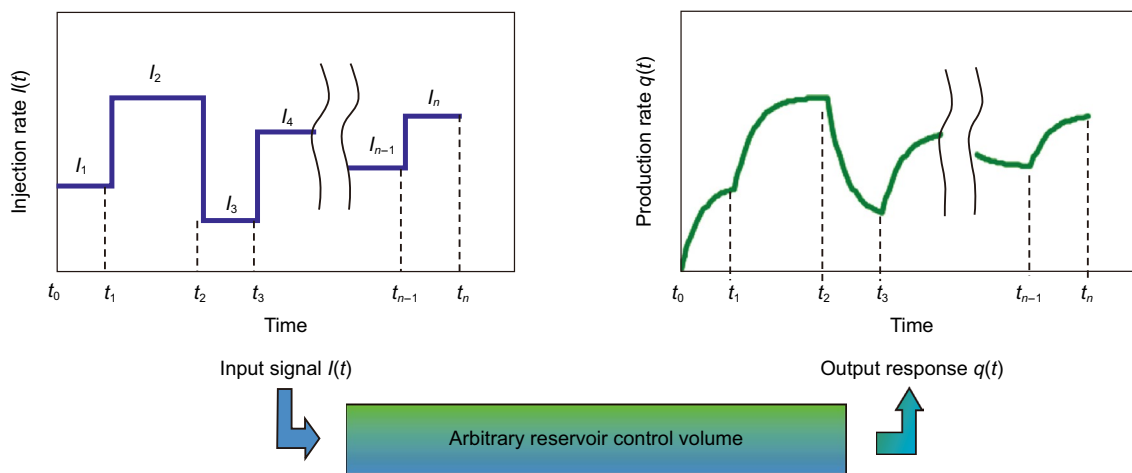 Injection rate I(t)
I1
I2
I3
I4
In–1
In
t0
t1
t2
t3
tn–1
tn
Time
Production rate q(t)
t0
t1
t2
t3
tn–1
tn
Time
Input signal I(t)
Output response q(t)
Arbitrary reservoir control volume